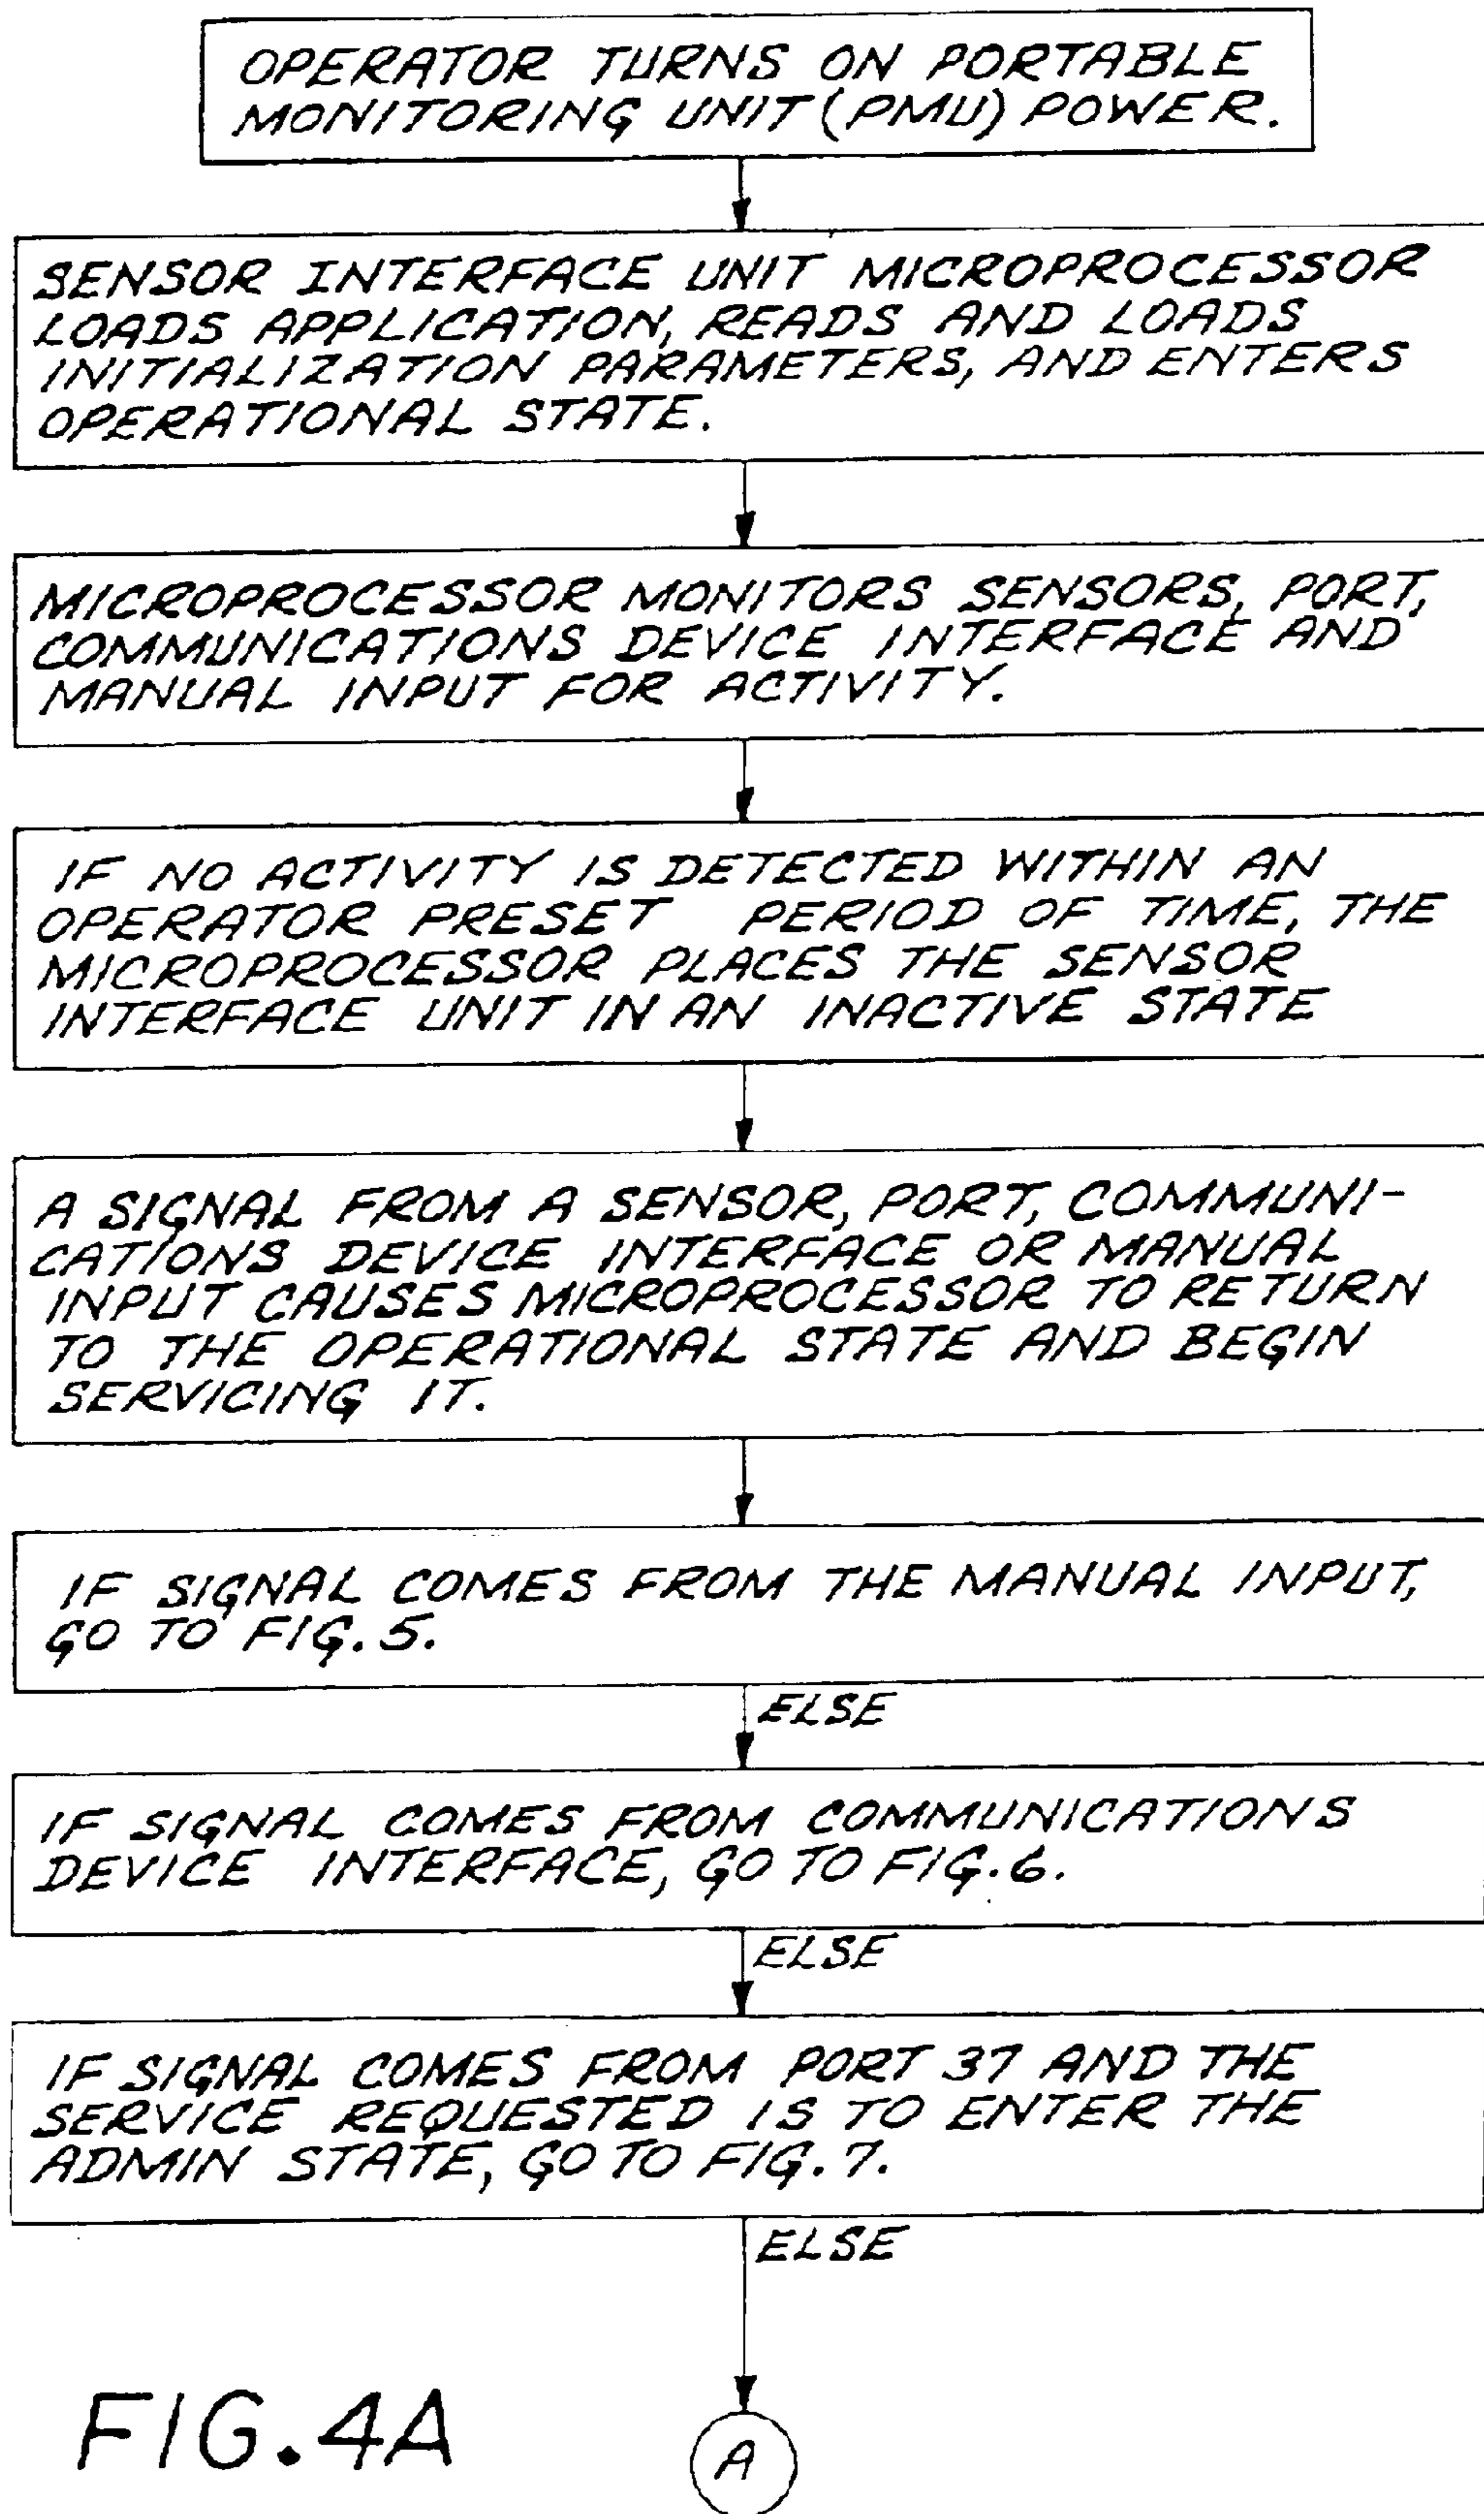 OPERATOR TURNS ON PORTABLE
MONITORING UNIT (PMU) POWER.
SENSOR INTERFACE UNIT MICROPROCESSOR
LOADS APPLICATION, READS AND LOADS
INITIALIZATION PARAMETERS, AND ENTERS
OPERATIONAL STATE.
MICROPROCESSOR MONITORS SENSORS, PORT,
COMMUNICATIONS DEVICE INTERFACE AND
MANUAL INPUT FOR ACTIVITY.
IF NO ACTIVITY IS DETECTED WITHIN AN
OPERATOR PRESET PERIOD OF TIME, THE
MICROPROCESSOR PLACES THE SENSOR
INTERFACE UNIT IN AN INACTIVE STATE
A SIGNAL FROM A SENSOR, PORT, COMMUNI-
CATIONS DEVICE INTERFACE OR MANUAL
INPUT CAUSES MICROPROCESSOR TO RETURN
TO THE OPERATIONAL STATE AND BEGIN
SERVICING IT.
IF SIGNAL COMES FROM THE MANUAL INPUT,
GO TO FIG. 5.
ELSE
IF SIGNAL COMES FROM COMMUNICATIONS
DEVICE INTERFACE, GO TO FIG. 6.
ELSE
IF SIGNAL COMES FROM PORT 37 AND THE
SERVICE REQUESTED IS TO ENTER THE
ADMIN STATE, GO TO FIG. 7.
ELSE
A
FIG. 4A